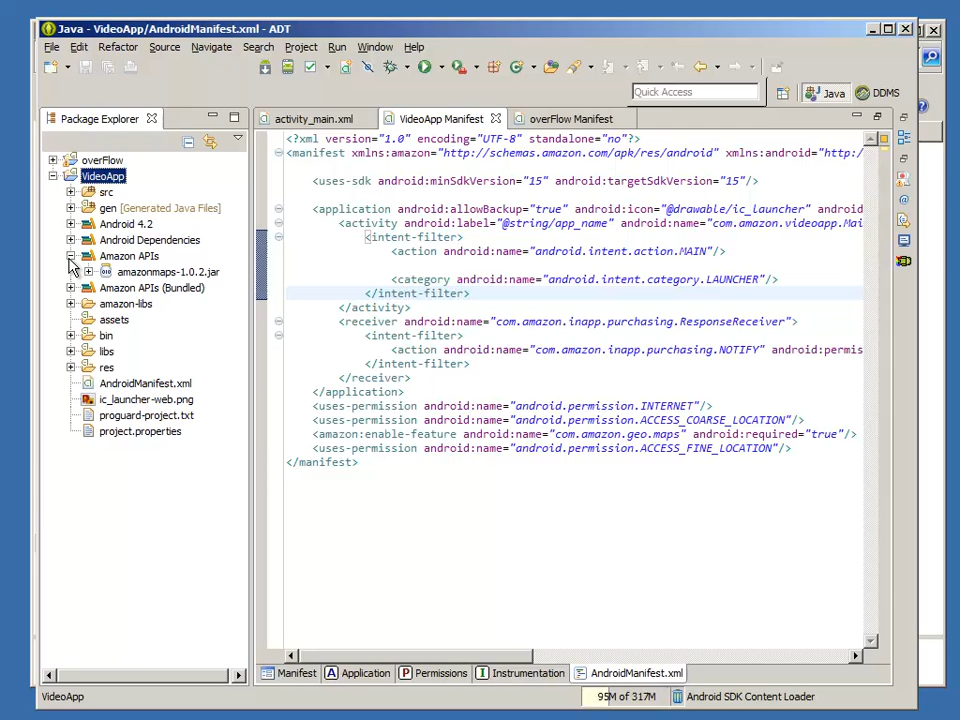 Java - VideoApp/AndroidManifest.xml - ADT
File Edit Refactor Source Navigate Search Project Run Window Help
Quick Access
Java
DDMS
Package Explorer
activity_main.xml
VideoApp Manifest
overFlow Manifest
overFlow
VideoApp
src
gen [Generated Java Files]
Android 4.2
Android Dependencies
Amazon APIs
amazonmaps-1.0.2.jar
Amazon APIs (Bundled)
amazon-libs
assets
bin
libs
res
AndroidManifest.xml
ic_launcher-web.png
proguard-project.txt
project.properties
<?xml version="1.0" encoding="UTF-8" standalone="no"?>
<manifest xmlns:amazon="http://schemas.amazon.com/apk/res/android" xmlns:android="http:/
<uses-sdk android:minSdkVersion="15" android:targetSdkVersion="15"/>
<application android:allowBackup="true" android:icon="@drawable/ic_launcher" android
<activity android:label="@string/app_name" android:name="com.amazon.videoapp.Mai
<intent-filter>
<action android:name="android.intent.action.MAIN"/>
<category android:name="android.intent.category.LAUNCHER"/>
</intent-filter>
</activity>
<receiver android:name="com.amazon.inapp.purchasing.ResponseReceiver">
<intent-filter>
<action android:name="com.amazon.inapp.purchasing.NOTIFY" android:permis
</intent-filter>
</receiver>
</application>
<uses-permission android:name="android.permission.INTERNET"/>
<uses-permission android:name="android.permission.ACCESS_COARSE_LOCATION"/>
<amazon:enable-feature android:name="com.amazon.geo.maps" android:required="true"/>
<uses-permission android:name="android.permission.ACCESS_FINE_LOCATION"/>
</manifest>
Manifest
A Application
P Permissions
I Instrumentation
AndroidManifest.xml
VideoApp
95M of 317M
Android SDK Content Loader